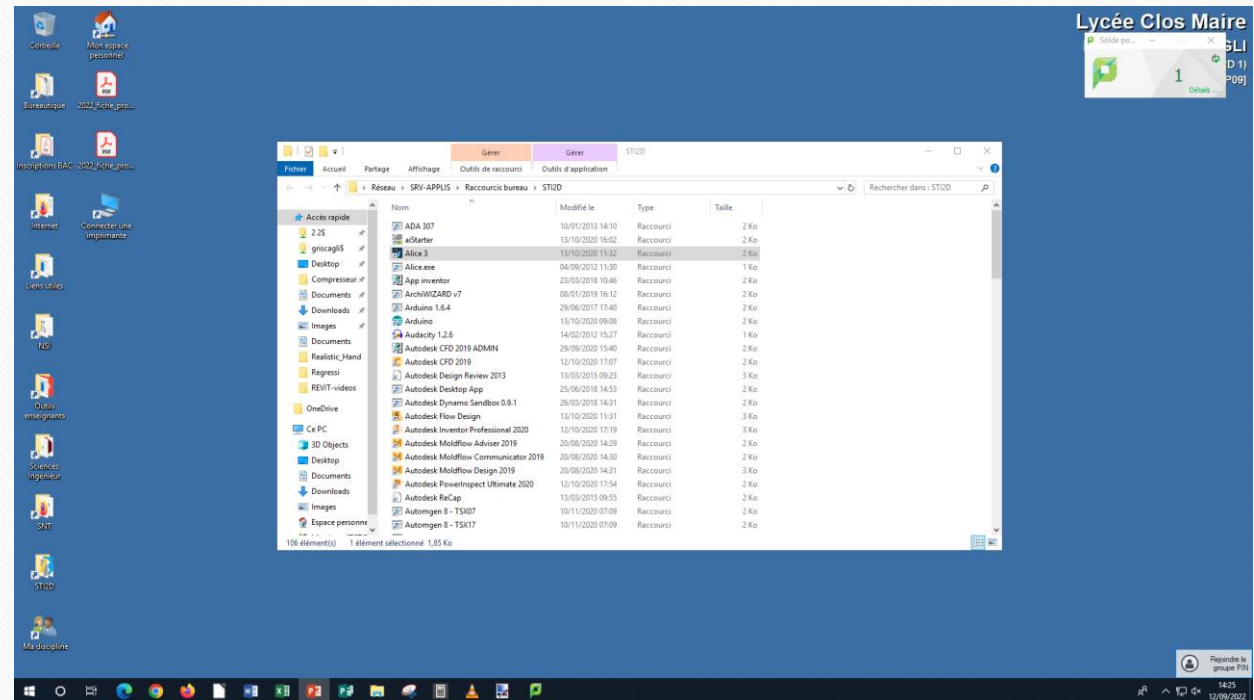 Corbeille
Mon espace
personnel
Bureautique
2022_fiche_pro...
Inscriptions BAC
2022_fiche_pro...
Internet
Connecter une
imprimante
Liens utiles
NSI
Outils
enseignants
Sciences
Ingenieur
SNT
STI2D
Ma discipline
Lycée Clos Maire
GLI
D 1)
P09]
Solde po...
1
Détails ...
Gérer
Gérer
STI2D
Fichier Accueil Partage Affichage Outils de raccourci Outils d'application
> Réseau > SRV-APPLIS > Raccourcis bureau > STI2D
Rechercher dans : STI2D
Accès rapide
2 2$
griscagli$
Desktop
Compresseur
Documents
Downloads
Images
Documents
Realistic_Hand
Regressi
REVIT-videos
OneDrive
Ce PC
3D Objects
Desktop
Documents
Downloads
Images
Espace personne
Nom Modifié le Type Taille
ADA 307 10/01/2013 14:10 Raccourci 2 Ko
aiStarter 13/10/2020 16:02 Raccourci 2 Ko
Alice 3 13/10/2020 11:32 Raccourci 2 Ko
Alice.exe 04/09/2012 11:30 Raccourci 1 Ko
App inventor 23/03/2018 10:46 Raccourci 2 Ko
ArchiWIZARD v7 08/01/2019 16:12 Raccourci 2 Ko
Arduino 1.6.4 29/06/2017 17:40 Raccourci 2 Ko
Arduino 13/10/2020 09:08 Raccourci 2 Ko
Audacity 1.2.6 14/02/2012 15:27 Raccourci 1 Ko
Autodesk CFD 2019 ADMIN 29/09/2020 15:40 Raccourci 2 Ko
Autodesk CFD 2019 12/10/2020 17:07 Raccourci 2 Ko
Autodesk Design Review 2013 13/03/2015 09:23 Raccourci 3 Ko
Autodesk Desktop App 25/06/2018 14:53 Raccourci 2 Ko
Autodesk Dynamo Sandbox 0.9.1 26/03/2018 14:31 Raccourci 2 Ko
Autodesk Flow Design 13/10/2020 11:31 Raccourci 3 Ko
Autodesk Inventor Professional 2020 12/10/2020 17:19 Raccourci 3 Ko
Autodesk Moldflow Adviser 2019 20/08/2020 14:29 Raccourci 2 Ko
Autodesk Moldflow Communicator 2019 20/08/2020 14:30 Raccourci 2 Ko
Autodesk Moldflow Design 2019 20/08/2020 14:31 Raccourci 3 Ko
Autodesk PowerInspect Ultimate 2020 12/10/2020 17:54 Raccourci 2 Ko
Autodesk ReCap 13/03/2015 09:55 Raccourci 2 Ko
Automgen 8 - TSX07 10/11/2020 07:09 Raccourci 2 Ko
Automgen 8 - TSX17 10/11/2020 07:09 Raccourci 2 Ko
106 élément(s) 1 élément sélectionné 1,85 Ko
Rejoindre le
groupe PIN
14:25
12/09/2022